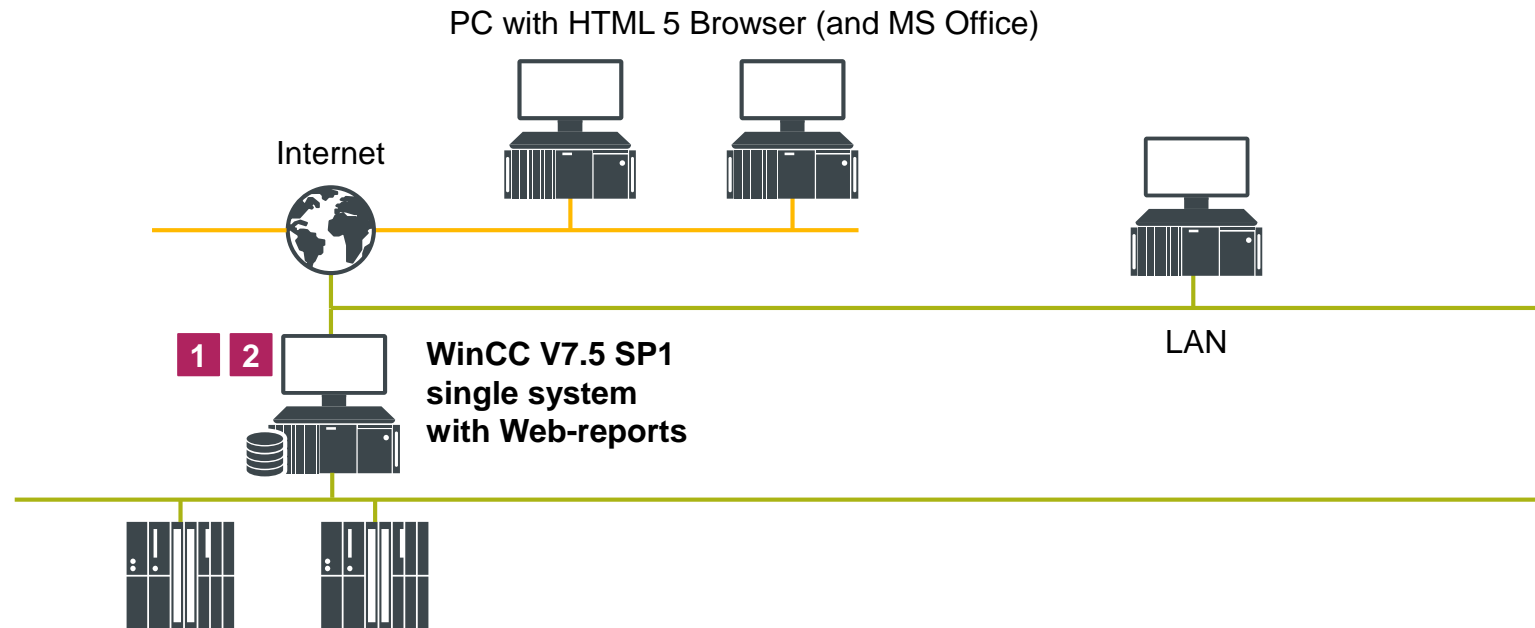 PC with HTML 5 Browser (and MS Office)
Internet
1 2
WinCC V7.5 SP1
single system
with Web-reports
LAN